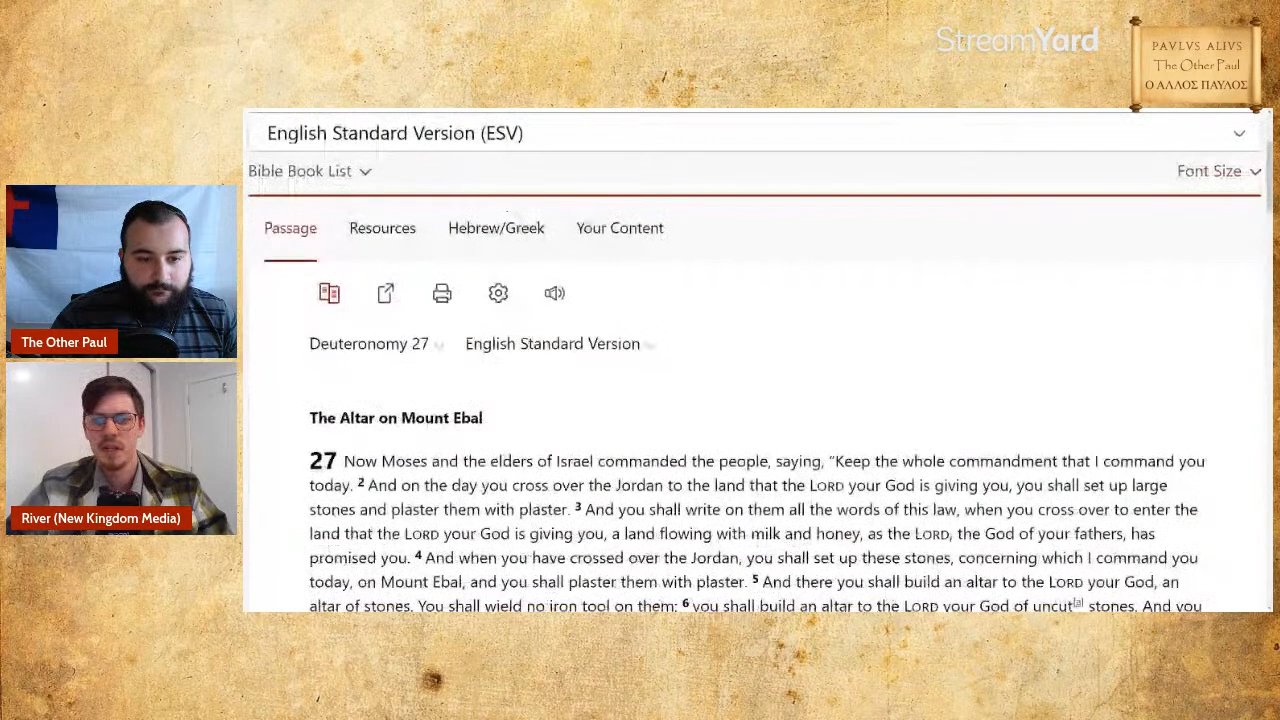 StreamYard
PAVLVS ALIVS
The Other Paul
Ο ΑΛΛΟΣ ΠΑΥΛΟΣ
English Standard Version (ESV)
Bible Book List
Font Size
Passage Resources Hebrew/Greek Your Content
Deuteronomy 27 English Standard Version
The Altar on Mount Ebal
27 Now Moses and the elders of Israel commanded the people, saying, “Keep the whole commandment that I command you
today. 2 And on the day you cross over the Jordan to the land that the LORD your God is giving you, you shall set up large
stones and plaster them with plaster. 3 And you shall write on them all the words of this law, when you cross over to enter the
land that the LORD your God is giving you, a land flowing with milk and honey, as the LORD, the God of your fathers, has
promised you. 4 And when you have crossed over the Jordan, you shall set up these stones, concerning which I command you
today, on Mount Ebal, and you shall plaster them with plaster. 5 And there you shall build an altar to the LORD your God, an
altar of stones. You shall wield no iron tool on them; 6 you shall build an altar to the LORD your God of uncut[a] stones. And you
The Other Paul
River (New Kingdom Media)